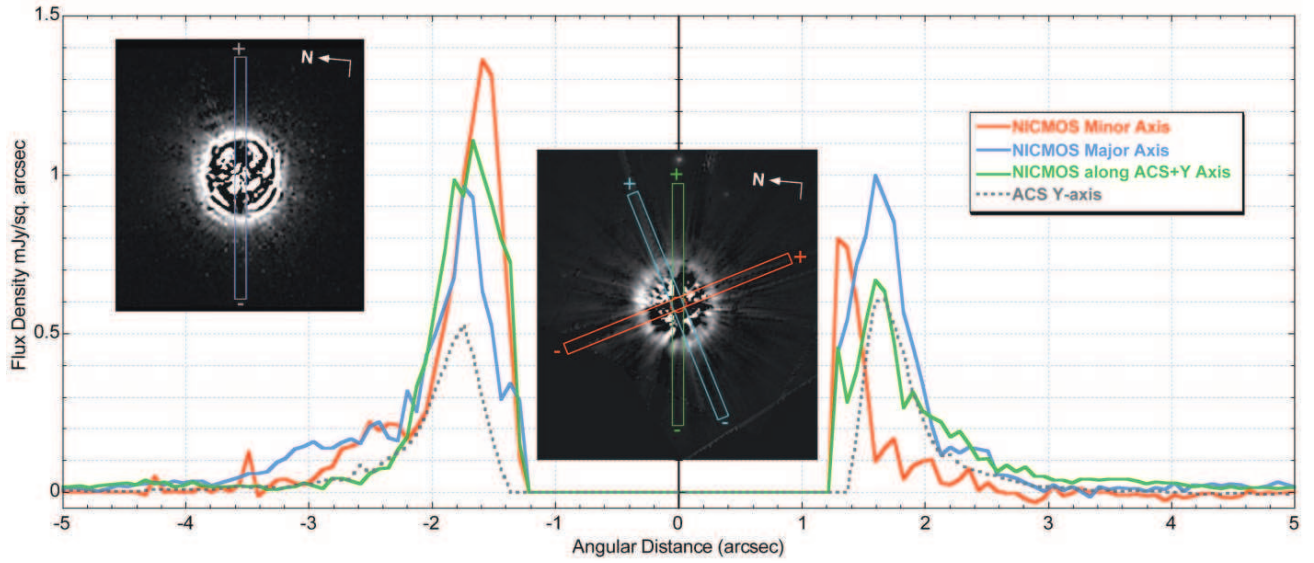 1.5
1
0.5
0
Flux Density mJy/sq. arcsec
+
N
-
+
+
N
+
-
-
-
NICMOS Minor Axis
NICMOS Major Axis
NICMOS along ACS+Y Axis
ACS Y-axis
-5 -4 -3 -2 -1 0 1 2 3 4 5
Angular Distance (arcsec)